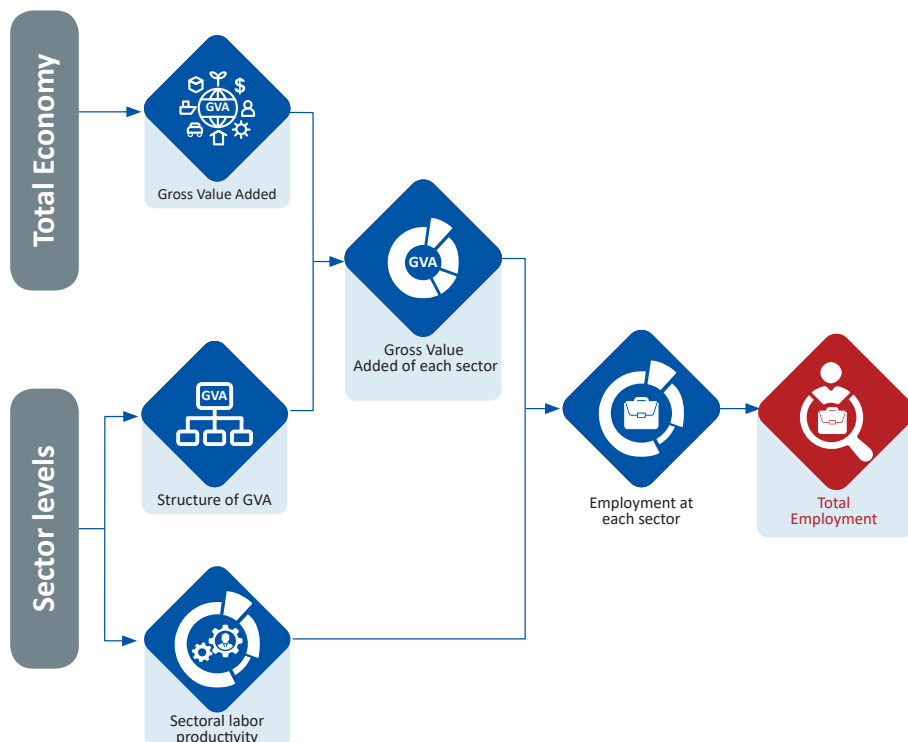 Total Economy
GVA
$
Gross Value Added
GVA
Gross Value
Added of each sector
Sector levels
GVA
Structure of GVA
Employment at
each sector
Total
Employment
Sectoral labor
productivity